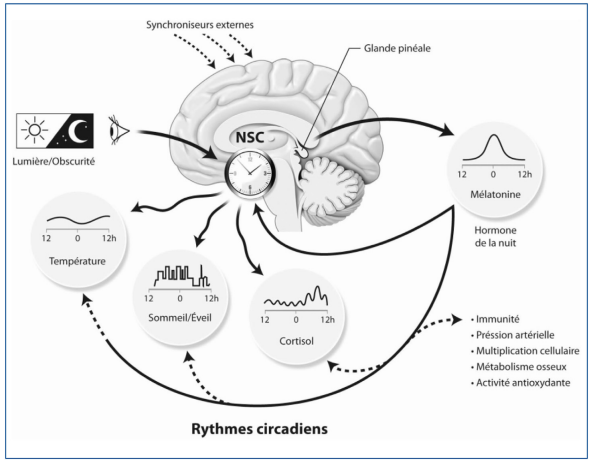 Synchroniseurs externes
Glande pinéale
NSC
Lumière/Obscurité
12 0 12h
Mélatonine
Hormone
de la nuit
12 0 12h
Température
12 0 12h
Sommeil/Éveil
12 0 12h
Cortisol
• Immunité
• Préssion artérielle
• Multiplication cellulaire
• Métabolisme osseux
• Activité antioxydante
Rythmes circadiens